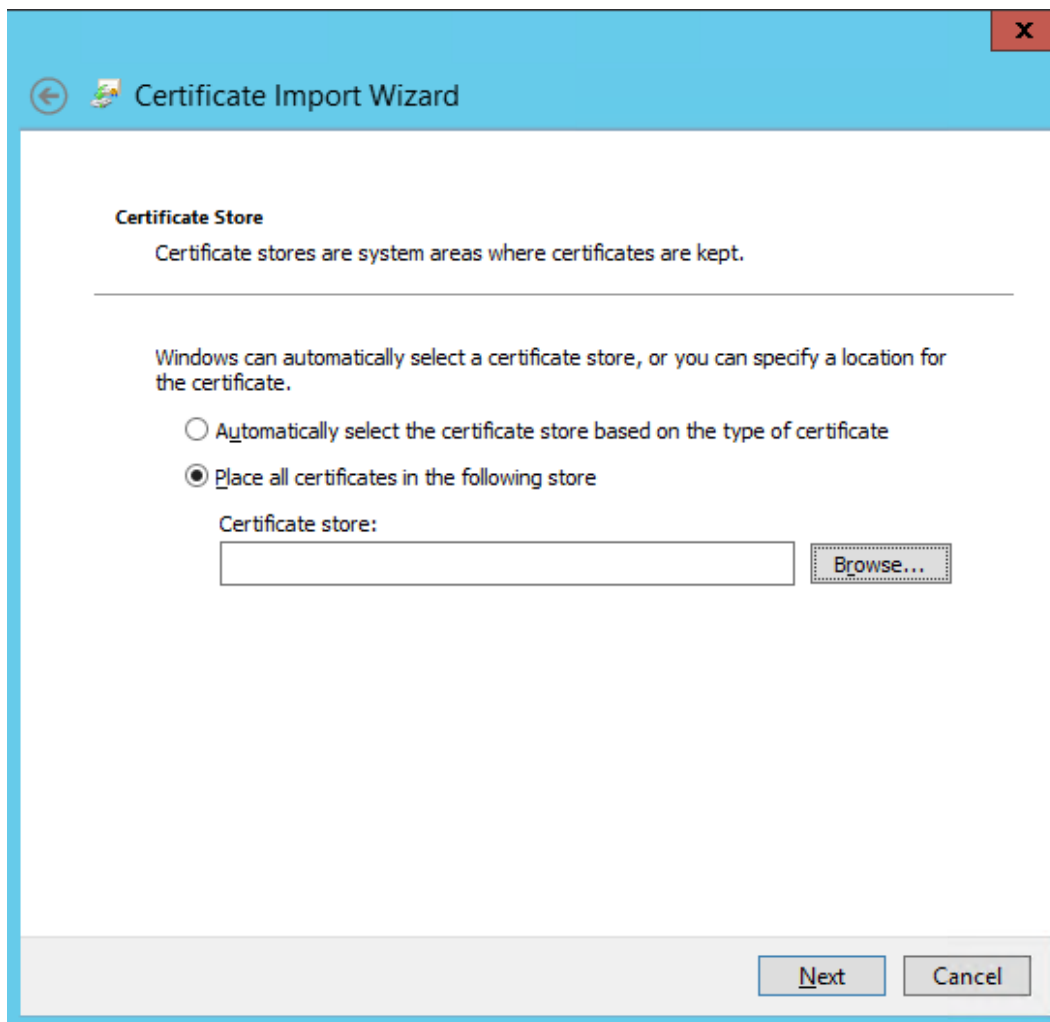 x
Certificate Import Wizard
Certificate Store
Certificate stores are system areas where certificates are kept.
Windows can automatically select a certificate store, or you can specify a location for
the certificate.
Automatically select the certificate store based on the type of certificate
Place all certificates in the following store
Certificate store:
Browse...
Next
Cancel